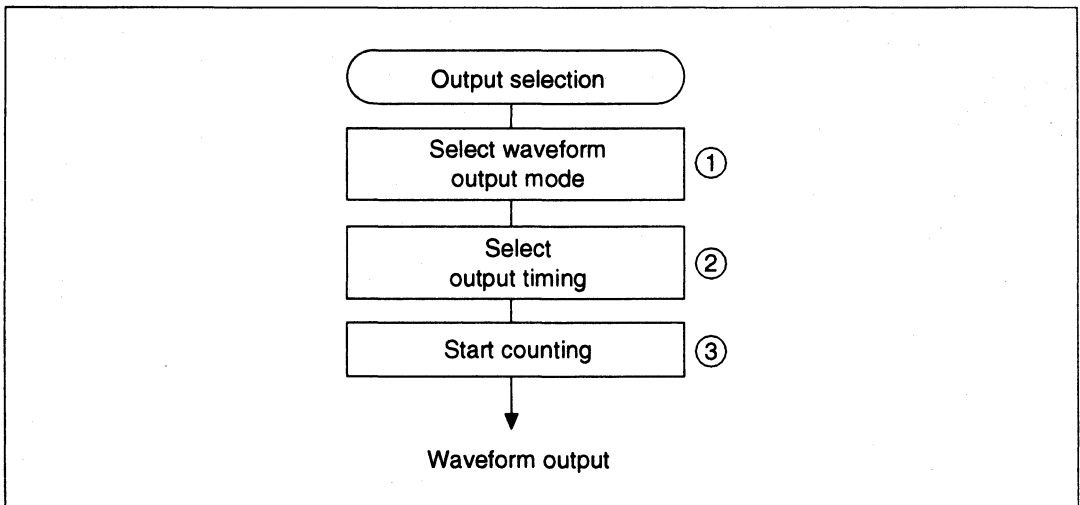 Output selection
Select waveform
output mode
①
Select
output timing
②
Start counting
③
Waveform output